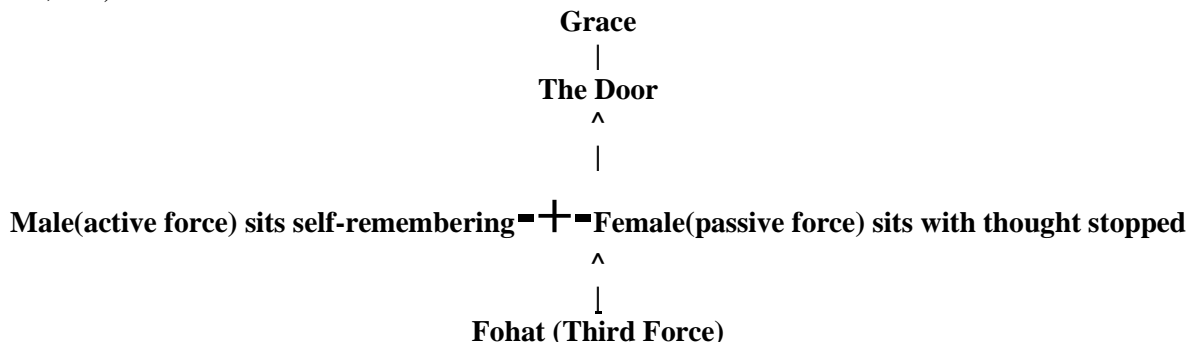 Grace
|
The Door
^
|
Male(active force) sits self-remembering-+-Female(passive force) sits with thought stopped
^
|
Fohat (Third Force)